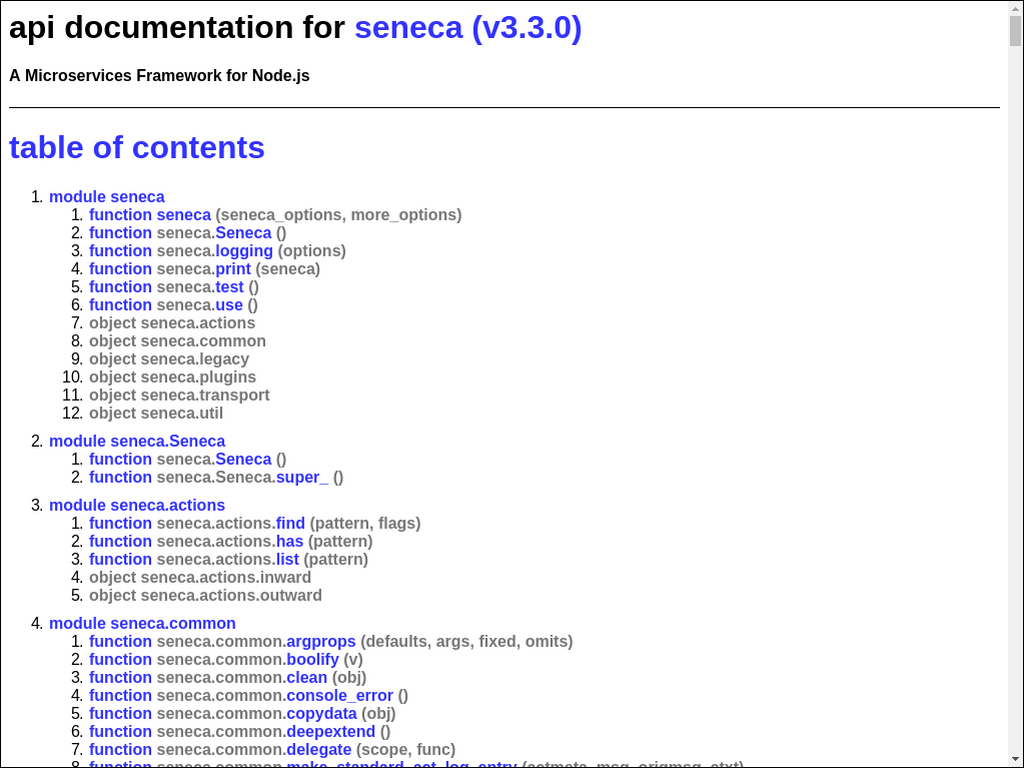 api documentation for seneca (v3.3.0)
A Microservices Framework for Node.js
table of contents
1. module seneca
1. function seneca (seneca_options, more_options)
2. function seneca.Seneca ()
3. function seneca.logging (options)
4. function seneca.print (seneca)
5. function seneca.test ()
6. function seneca.use ()
7. object seneca.actions
8. object seneca.common
9. object seneca.legacy
10. object seneca.plugins
11. object seneca.transport
12. object seneca.util
2. module seneca.Seneca
1. function seneca.Seneca ()
2. function seneca.Seneca.super_ ()
3. module seneca.actions
1. function seneca.actions.find (pattern, flags)
2. function seneca.actions.has (pattern)
3. function seneca.actions.list (pattern)
4. object seneca.actions.inward
5. object seneca.actions.outward
4. module seneca.common
1. function seneca.common.argprops (defaults, args, fixed, omits)
2. function seneca.common.boolify (v)
3. function seneca.common.clean (obj)
4. function seneca.common.console_error ()
5. function seneca.common.copydata (obj)
6. function seneca.common.deepextend ()
7. function seneca.common.delegate (scope, func)
8. function seneca.common.make_standard_act_log_entry (actmeta, msg, origmsg, ctxt)